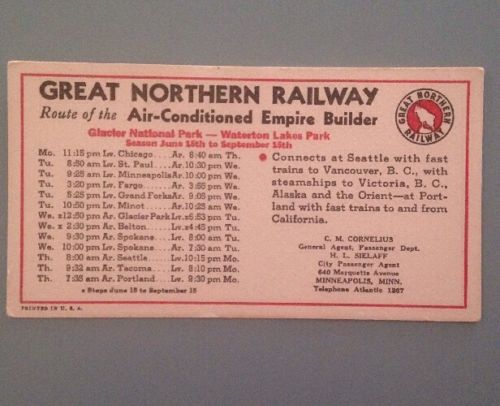 GREAT NORTHERN RAILWAY
Route of the Air-Conditioned Empire Builder
GREAT NORTHERN
RAILWAY
Glacier National Park — Waterton Lakes Park
Season June 15th to September 15th
Mo. 11:15 pm Lv. Chicago... Ar. 8:40 am Th.
Tu. 8:50 am Lv. St. Paul... Ar. 10:30 pm We.
Tu. 9:25 am Lv. Minneapolis Ar. 10:00 pm We.
Tu. 3:20 pm Lv. Fargo... Ar. 3:55 pm We.
Tu. 5:25 pm Lv. Grand Forks Ar. 9:05 pm We.
Tu. 10:50 pm Lv. Minot... Ar. 10:25 am We.
We. x12:50 pm Ar. Glacier Park Lv. x6:53 pm Tu.
We. x 2:30 pm Ar. Belton... Lv. x4:45 pm Tu.
We. 9:30 pm Ar. Spokane... Lv. 8:00 am Tu.
We. 10:00 pm Lv. Spokane... Ar. 7:30 am Tu.
Th. 8:00 am Ar. Seattle... Lv. 10:15 pm Mo.
Th. 9:32 am Ar. Tacoma... Lv. 8:10 pm Mo.
Th. 7:35 am Ar. Portland... Lv. 9:30 pm Mo.
x Stops June 15 to September 15
• Connects at Seattle with fast
trains to Vancouver, B. C., with
steamships to Victoria, B. C.,
Alaska and the Orient—at Port-
land with fast trains to and from
California.
C. M. CORNELIUS
General Agent, Passenger Dept.
H. L. SIELAFF
City Passenger Agent
640 Marquette Avenue
MINNEAPOLIS, MINN.
Telephone Atlantic 1267
PRINTED IN U. S. A.